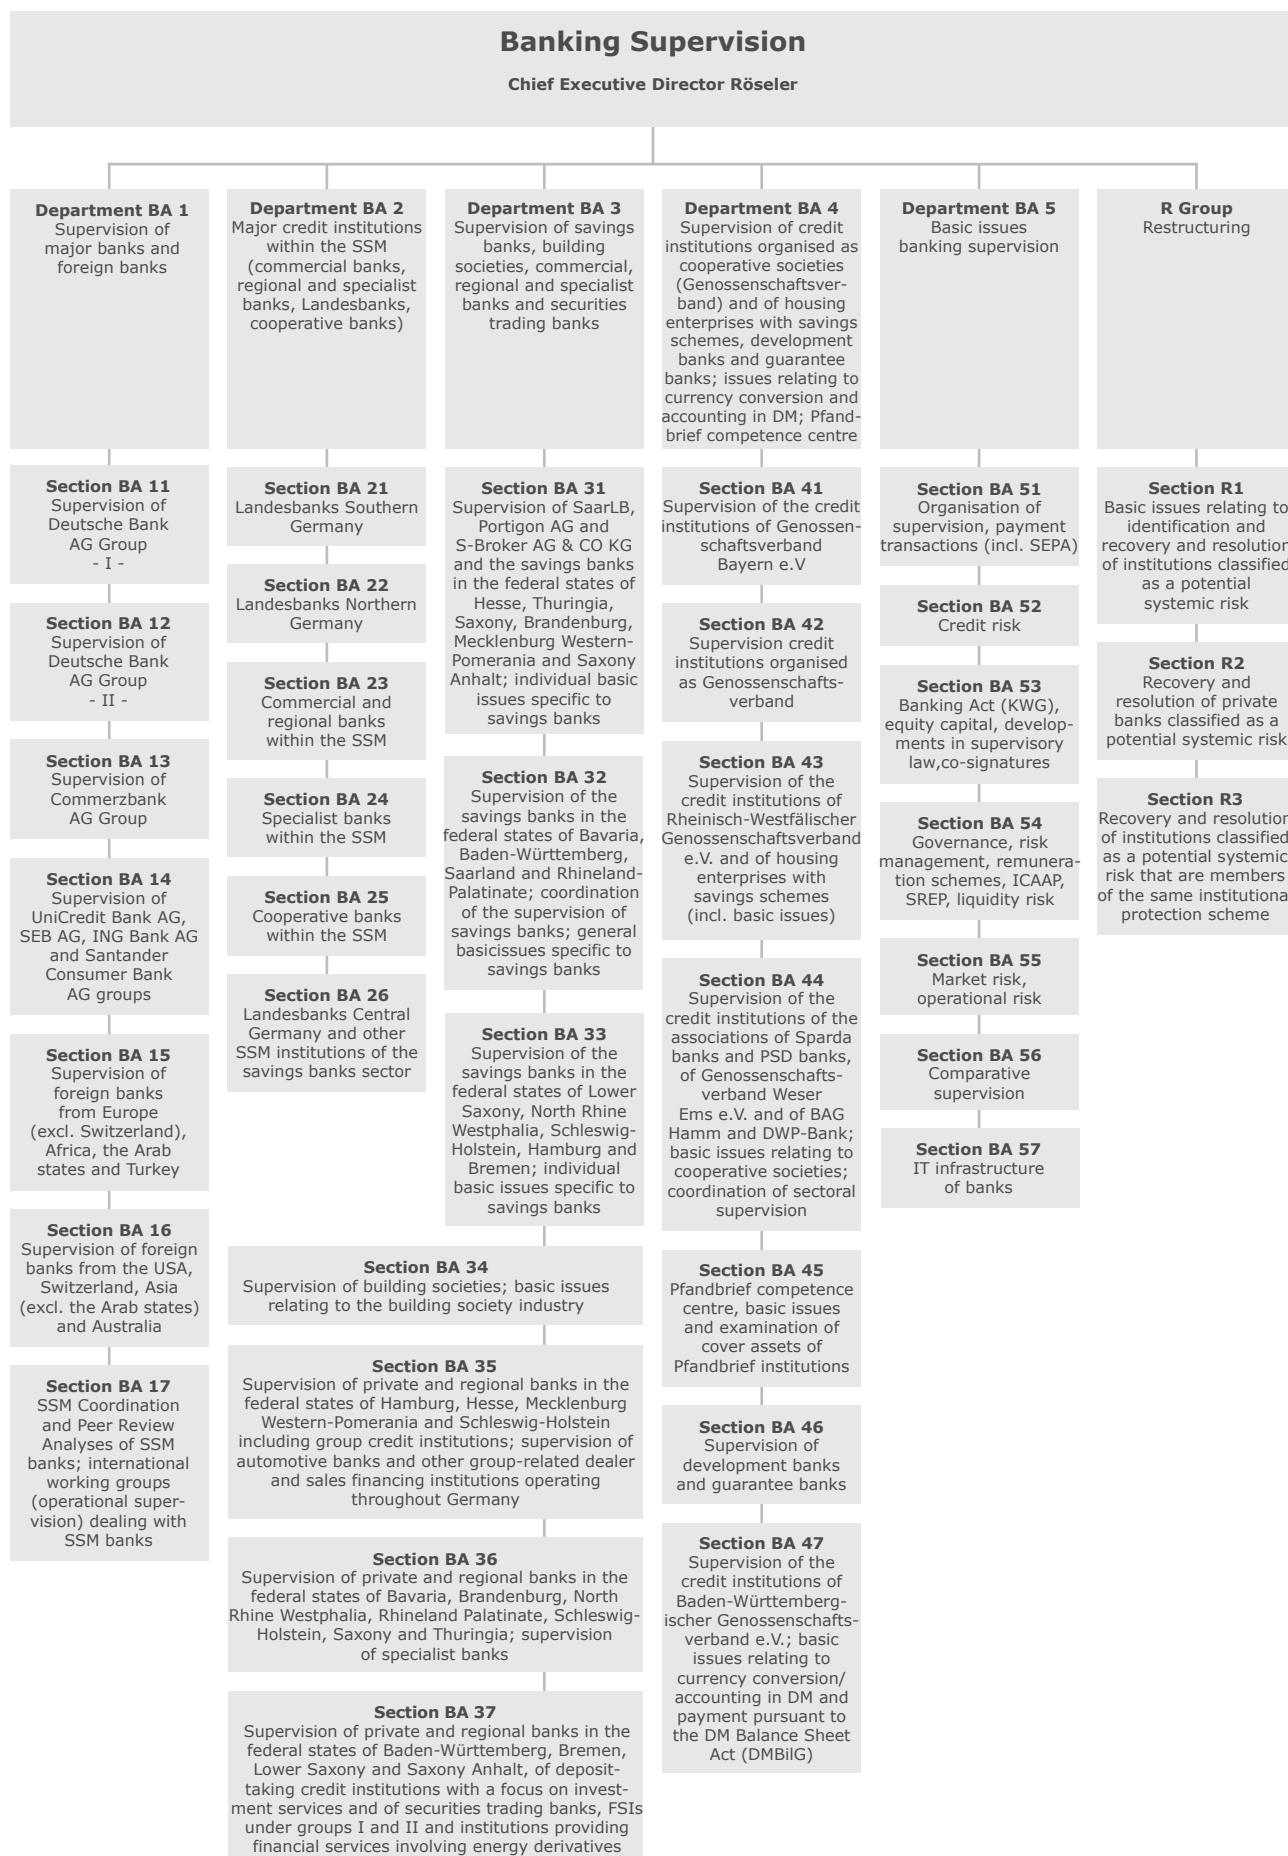 Banking Supervision
Chief Executive Director Röseler
Department BA 1
Supervision of
major banks and
foreign banks
Section BA 11
Supervision of
Deutsche Bank
AG Group
- I -
Section BA 12
Supervision of
Deutsche Bank
AG Group
- II -
Section BA 13
Supervision of
Commerzbank
AG Group
Section BA 14
Supervision of
UniCredit Bank AG,
SEB AG, ING Bank AG
and Santander
Consumer Bank
AG groups
Section BA 15
Supervision of
foreign banks
from Europe
(excl. Switzerland),
Africa, the Arab
states and Turkey
Section BA 16
Supervision of foreign
banks from the USA,
Switzerland, Asia
(excl. the Arab states)
and Australia
Section BA 17
SSM Coordination
and Peer Review
Analyses of SSM
banks; international
working groups
(operational super-
vision) dealing with
SSM banks
Department BA 2
Major credit institutions
within the SSM
(commercial banks,
regional and specialist
banks, Landesbanks,
cooperative banks)
Section BA 21
Landesbanks Southern
Germany
Section BA 22
Landesbanks Northern
Germany
Section BA 23
Commercial and
regional banks
within the SSM
Section BA 24
Specialist banks
within the SSM
Section BA 25
Cooperative banks
within the SSM
Section BA 26
Landesbanks Central
Germany and other
SSM institutions of the
savings banks sector
Department BA 3
Supervision of savings
banks, building
societies, commercial,
regional and specialist
banks and securities
trading banks
Section BA 31
Supervision of SaarLB,
Portigon AG and
S-Broker AG & CO KG
and the savings banks
in the federal states of
Hesse, Thuringia,
Saxony, Brandenburg,
Mecklenburg Western-
Pomerania and Saxony
Anhalt; individual basic
issues specific to
savings banks
Section BA 32
Supervision of the
savings banks in the
federal states of Bavaria,
Baden-Württemberg,
Saarland and Rhineland-
Palatinate; coordination
of the supervision of
savings banks; general
basicissues specific to
savings banks
Section BA 33
Supervision of the
savings banks in the
federal states of Lower
Saxony, North Rhine
Westphalia, Schleswig-
Holstein, Hamburg and
Bremen; individual
basic issues specific to
savings banks
Section BA 34
Supervision of building societies; basic issues
relating to the building society industry
Section BA 35
Supervision of private and regional banks in the
federal states of Hamburg, Hesse, Mecklenburg
Western-Pomerania and Schleswig-Holstein
including group credit institutions; supervision of
automotive banks and other group-related dealer
and sales financing institutions operating
throughout Germany
Section BA 36
Supervision of private and regional banks in the
federal states of Bavaria, Brandenburg, North
Rhine Westphalia, Rhineland Palatinate, Schleswig-
Holstein, Saxony and Thuringia; supervision
of specialist banks
Section BA 37
Supervision of private and regional banks in the
federal states of Baden-Württemberg, Bremen,
Lower Saxony and Saxony Anhalt, of deposit-
taking credit institutions with a focus on invest-
ment services and of securities trading banks, FSIs
under groups I and II and institutions providing
financial services involving energy derivatives
Department BA 4
Supervision of credit
institutions organised as
cooperative societies
(Genossenschaftsver-
band) and of housing
enterprises with savings
schemes, development
banks and guarantee
banks; issues relating to
currency conversion and
accounting in DM; Pfand-
brief competence centre
Section BA 41
Supervision of the credit
institutions of Genossen-
schaftsverband
Bayern e.V
Section BA 42
Supervision credit
institutions organised
as Genossenschafts-
verband
Section BA 43
Supervision of the
credit institutions of
Rheinisch-Westfälischer
Genossenschaftsverband
e.V. and of housing
enterprises with
savings schemes
(incl. basic issues)
Section BA 44
Supervision of the
credit institutions of the
associations of Sparda
banks and PSD banks,
of Genossenschafts-
verband Weser
Ems e.V. and of BAG
Hamm and DWP-Bank;
basic issues relating to
cooperative societies;
coordination of sectoral
supervision
Section BA 45
Pfandbrief competence
centre, basic issues
and examination of
cover assets of
Pfandbrief institutions
Section BA 46
Supervision of
development banks
and guarantee banks
Section BA 47
Supervision of the
credit institutions of
Baden-Württemberg-
ischer Genossenschafts-
verband e.V.; basic
issues relating to
currency conversion/
accounting in DM and
payment pursuant to
the DM Balance Sheet
Act (DMBilG)
Department BA 5
Basic issues
banking supervision
Section BA 51
Organisation of
supervision, payment
transactions (incl. SEPA)
Section BA 52
Credit risk
Section BA 53
Banking Act (KWG),
equity capital, develop-
ments in supervisory
law,co-signatures
Section BA 54
Governance, risk
management, remunera-
tion schemes, ICAAP,
SREP, liquidity risk
Section BA 55
Market risk,
operational risk
Section BA 56
Comparative
supervision
Section BA 57
IT infrastructure
of banks
R Group
Restructuring
Section R1
Basic issues relating to
identification and
recovery and resolution
of institutions classified
as a potential
systemic risk
Section R2
Recovery and
resolution of private
banks classified as a
potential systemic risk
Section R3
Recovery and resolution
of institutions classified
as a potential systemic
risk that are members
of the same institutional
protection scheme